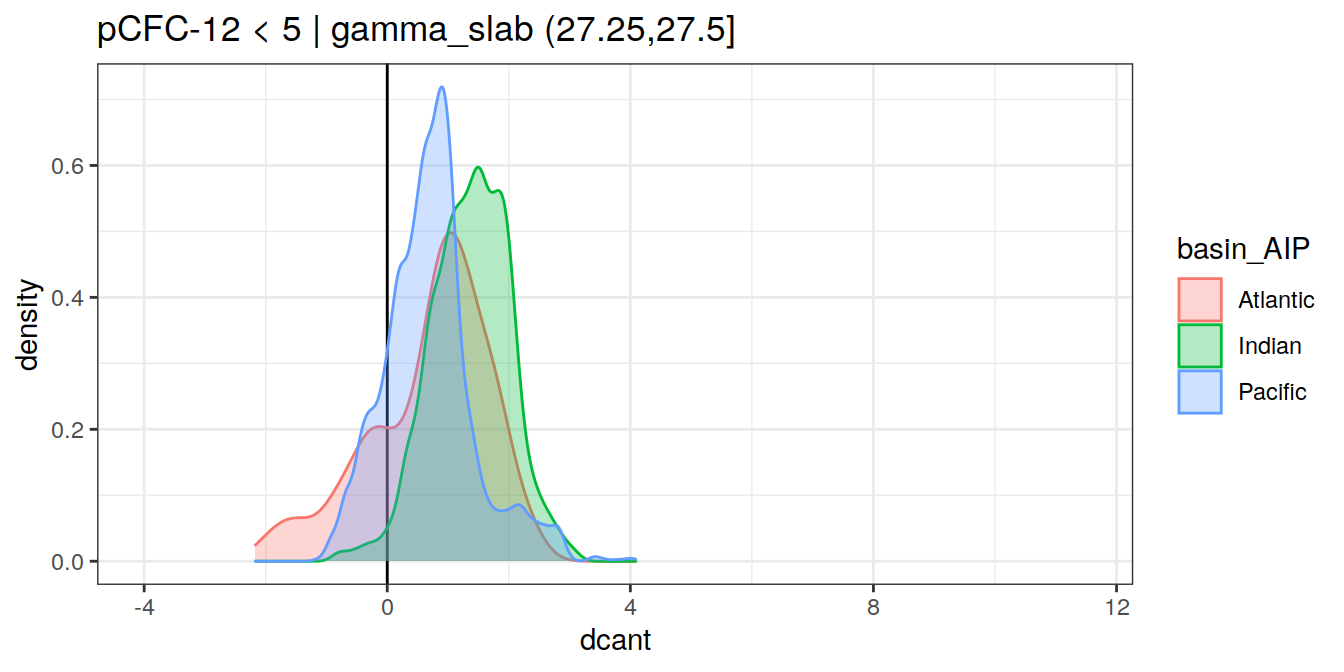 pCFC-12 < 5 | gamma_slab (27.25,27.5]
density
0.6
0.4
0.2
0.0
-4
0
4
8
12
dcant
basin_AIP
Atlantic
Indian
Pacific